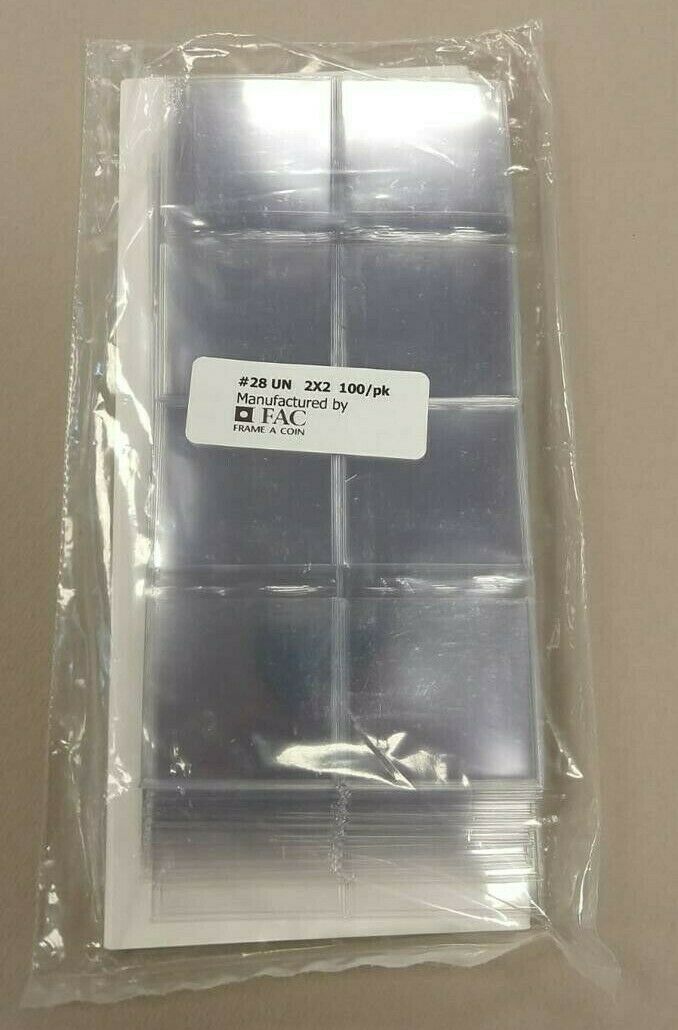 #28 UN 2X2 100/pk
Manufactured by
FAC
FRAME A COIN